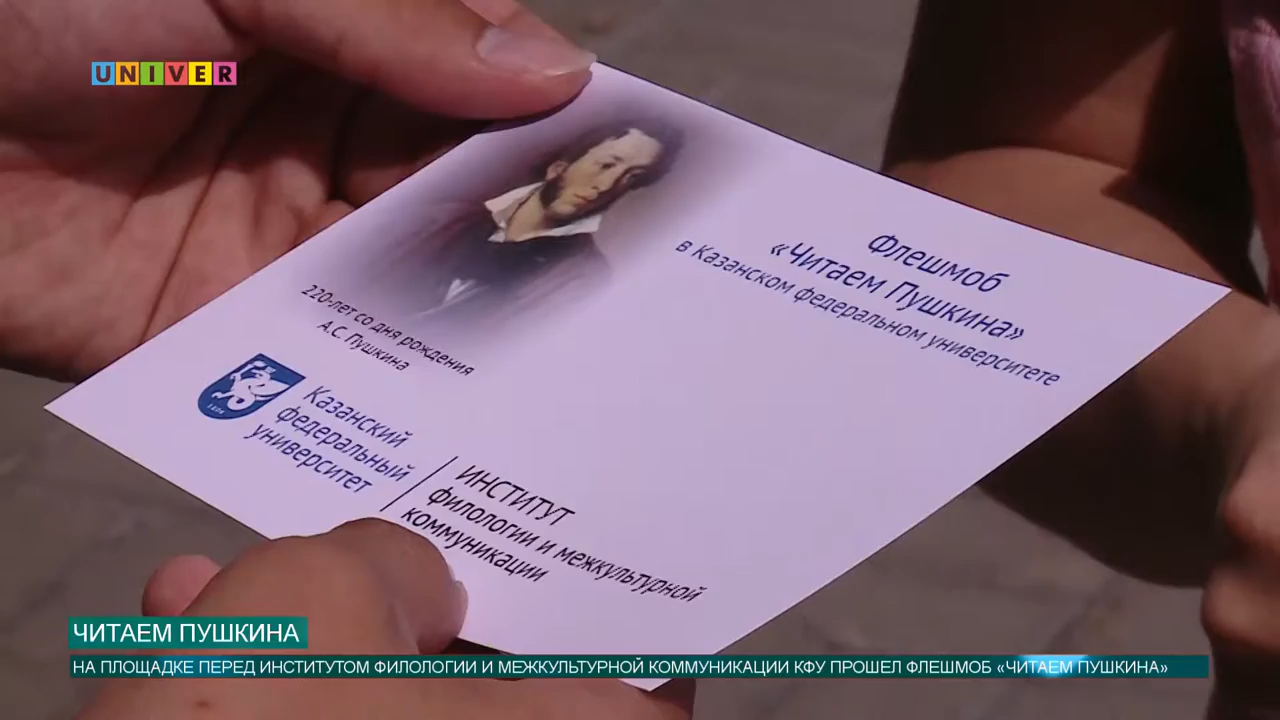 UNIVER
Флешмоб
«Читаем Пушкина»
в Казанском федеральном университете
220-лет со дня рождения
А.С. Пушкина
1804
Казанский
федеральный
университет
ИНСТИТУТ
филологии и межкультурной
коммуникации
ЧИТАЕМ ПУШКИНА
НА ПЛОЩАДКЕ ПЕРЕД ИНСТИТУТОМ ФИЛОЛОГИИ И МЕЖКУЛЬТУРНОЙ КОММУНИКАЦИИ КФУ ПРОШЕЛ ФЛЕШМОБ «ЧИТАЕМ ПУШКИНА»